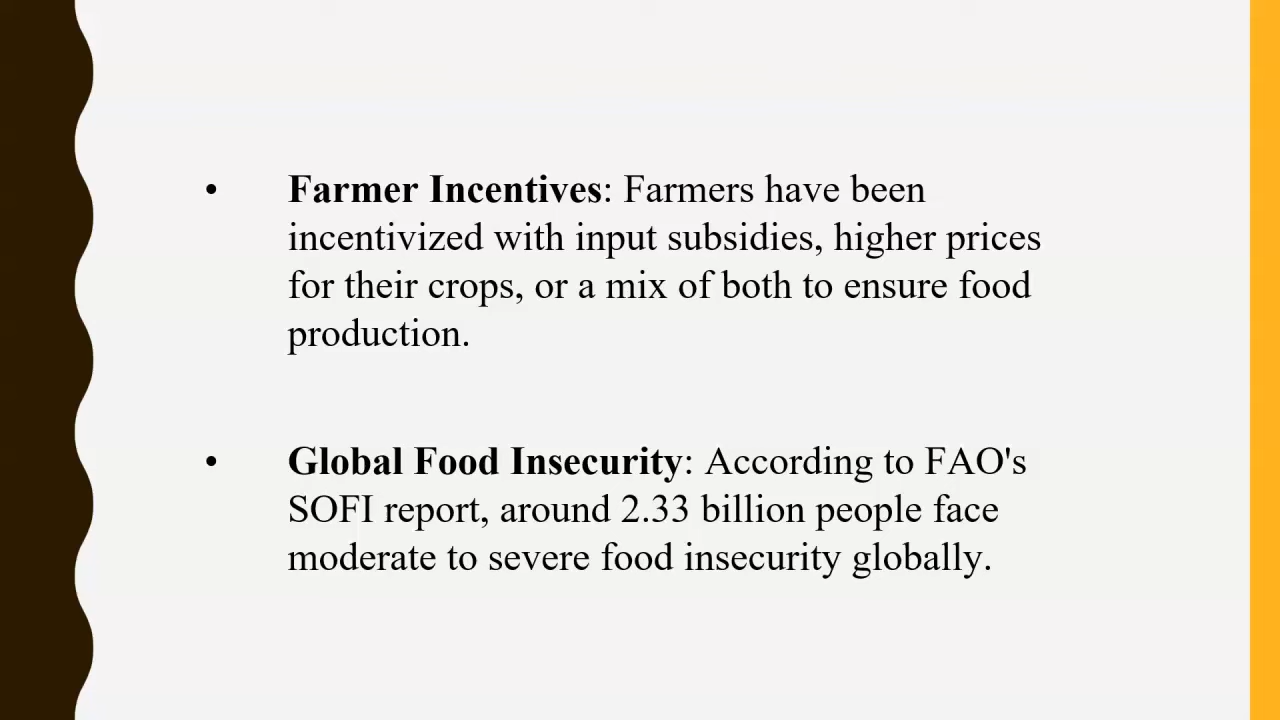 • Farmer Incentives: Farmers have been
incentivized with input subsidies, higher prices
for their crops, or a mix of both to ensure food
production.
• Global Food Insecurity: According to FAO's
SOFI report, around 2.33 billion people face
moderate to severe food insecurity globally.